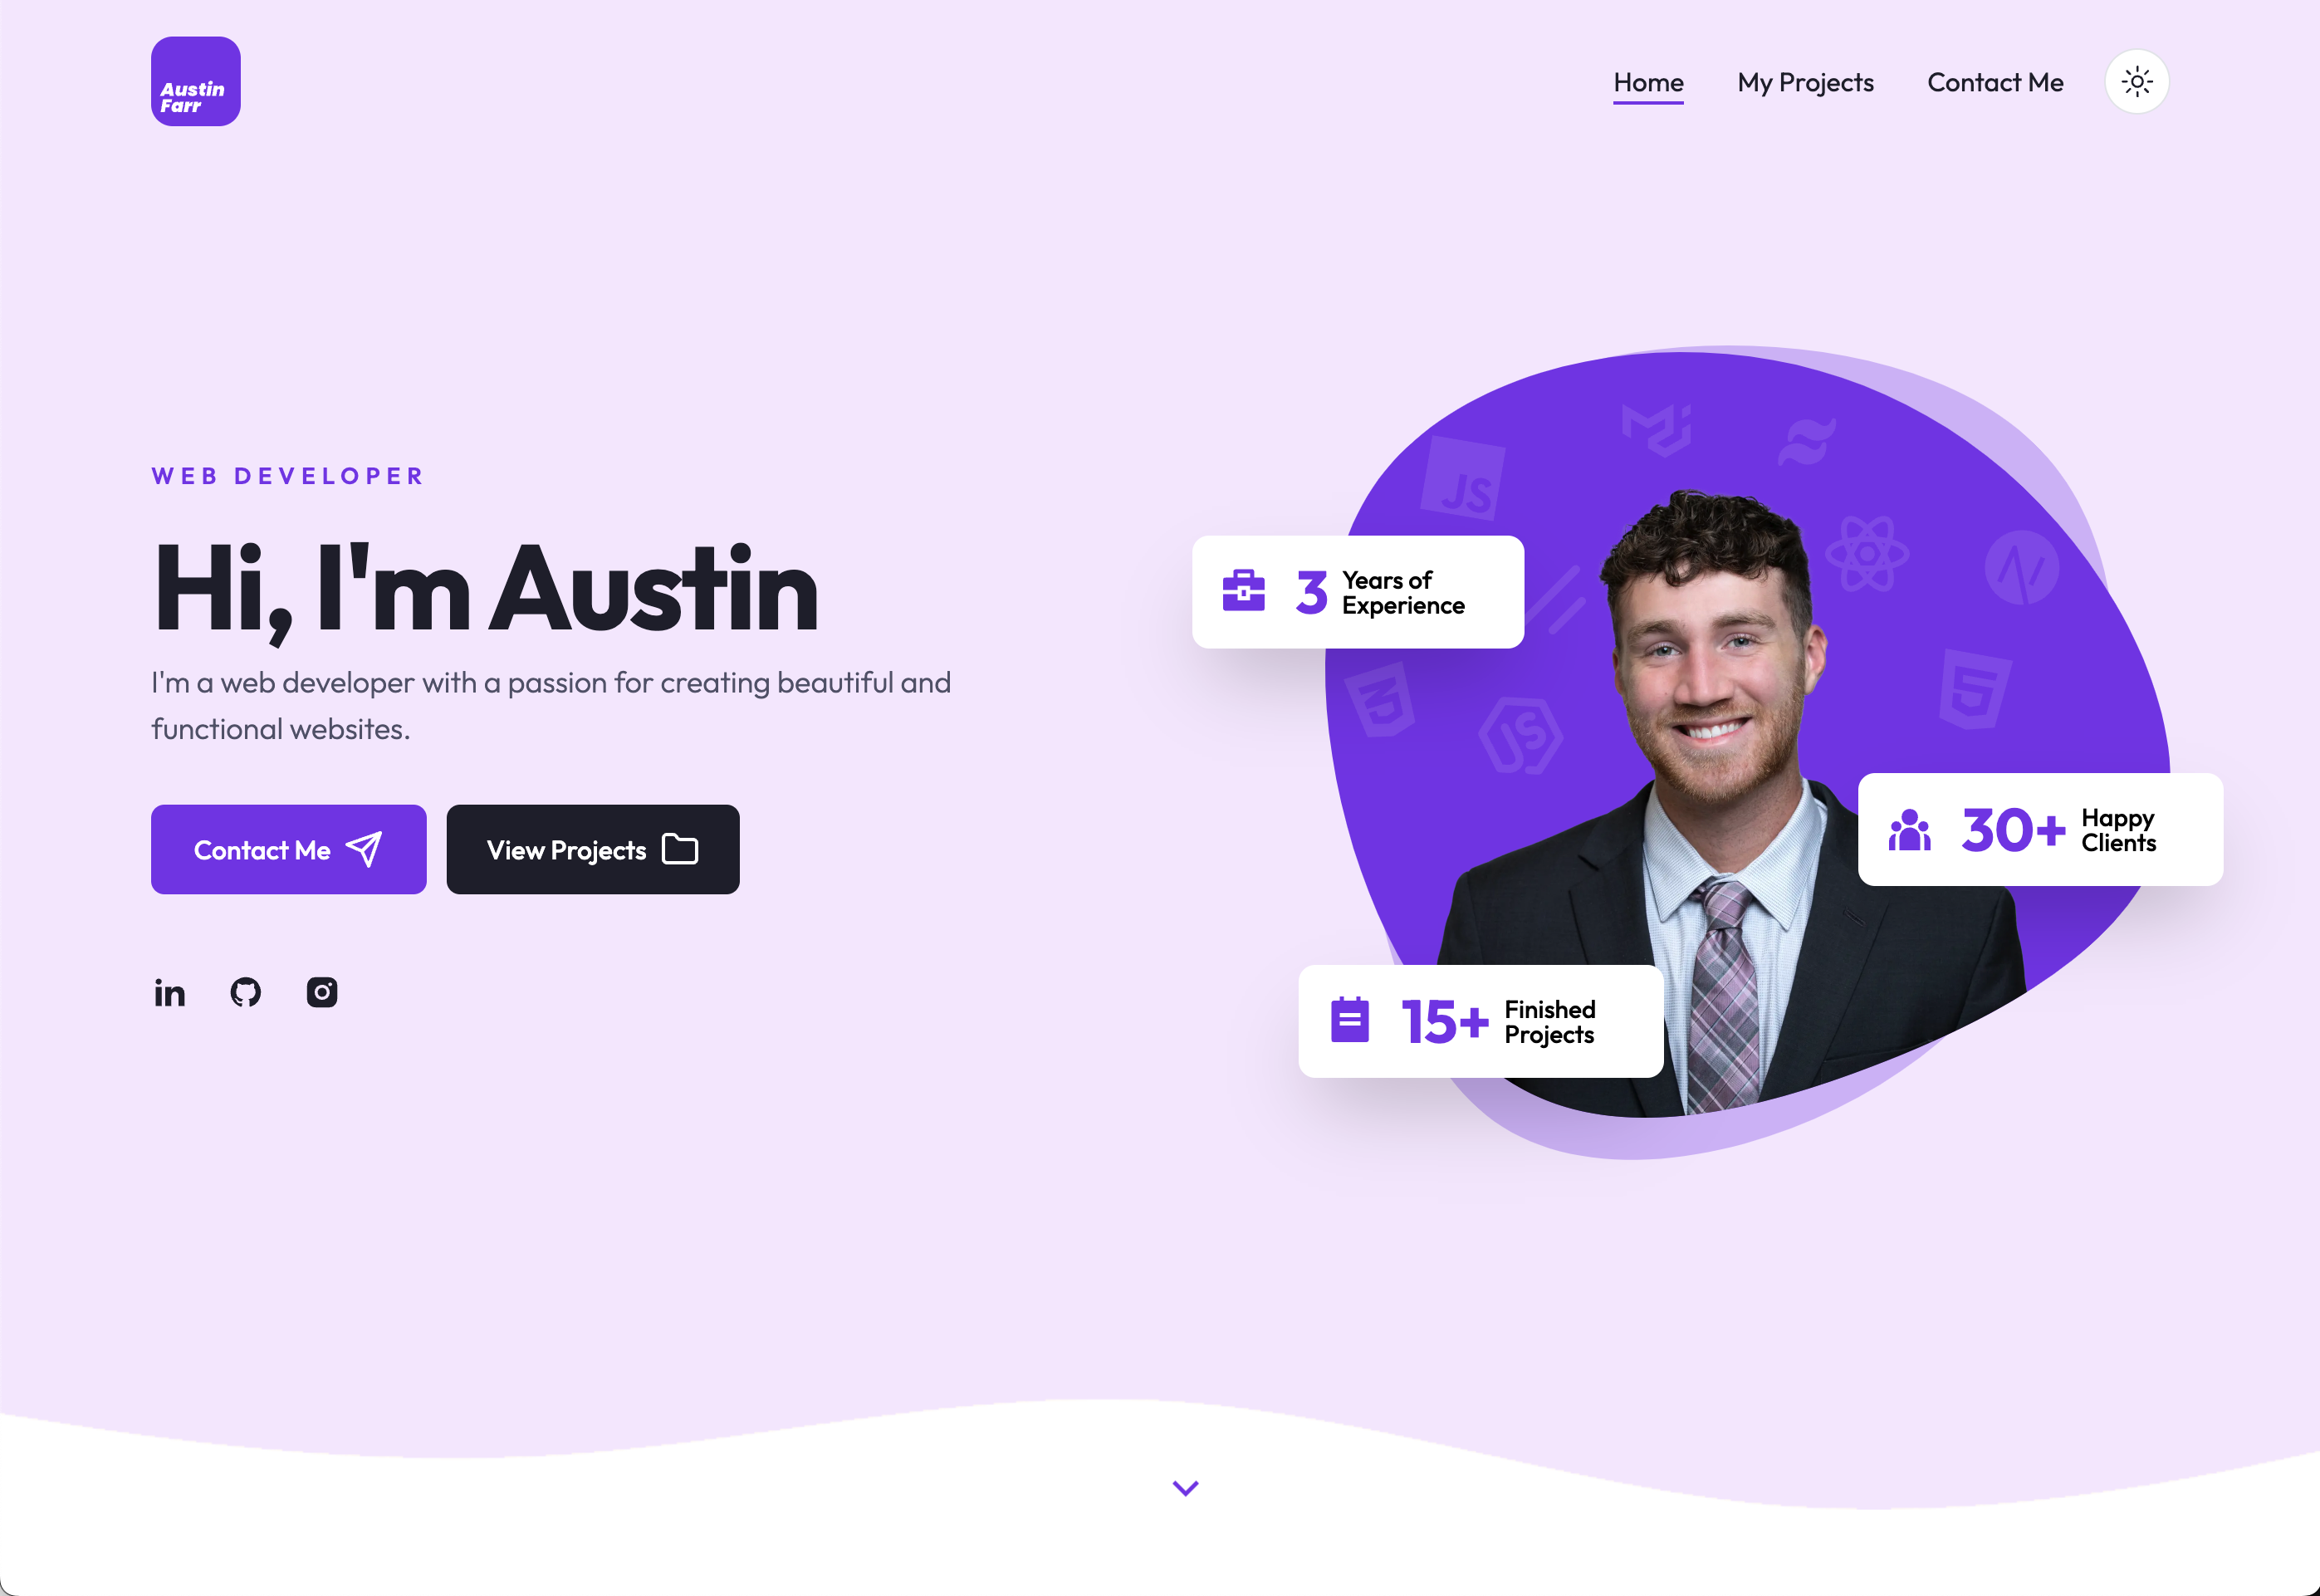 Austin
Farr
Home
My Projects
Contact Me
WEB DEVELOPER
Hi, I'm Austin
I'm a web developer with a passion for creating beautiful and
functional websites.
Contact Me
View Projects
in
JS
JS
3
Years of
Experience
30+
Happy
Clients
15+
Finished
Projects